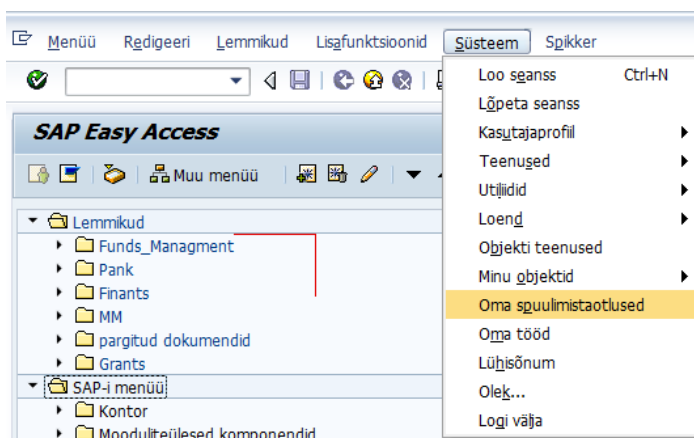 Menüü Redigeeri Lemmikud Lisafunktsioonid Süsteem Spikker
SAP Easy Access
Muu menüü
Lemmikud
Funds_Managment
Pank
Finants
MM
pargitud dokumendid
Grants
SAP-i menüü
Kontor
Mooduliteülesed komponendid
Loo seanss Ctrl+N
Lõpeta seanss
Kasutajaprofiil
Teenused
Utiliidid
Loend
Objekti teenused
Minu objektid
Oma spuulimistaotlused
Oma tööd
Lühisõnum
Olek...
Logi välja